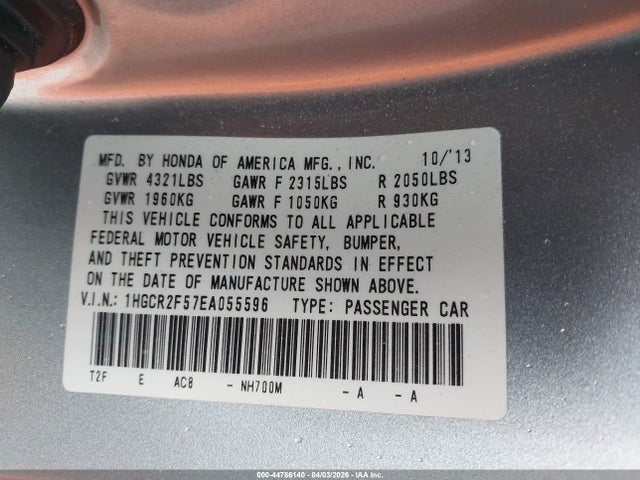 MFD. BY HONDA OF AMERICA MFG., INC. 10/'13
GVWR 4321LBS GAWR F 2315LBS R 2050LBS
GVWR 1960KG GAWR F 1050KG R 930KG
THIS VEHICLE CONFORMS TO ALL APPLICABLE
FEDERAL MOTOR VEHICLE SAFETY, BUMPER,
AND THEFT PREVENTION STANDARDS IN EFFECT
ON THE DATE OF MANUFACTURE SHOWN ABOVE.
V.I.N.: 1HGCR2F57EA055596 TYPE: PASSENGER CAR
T2F E AC8 - NH700M - A - A
000-44786140 - 04/03/2026 - IAA Inc.